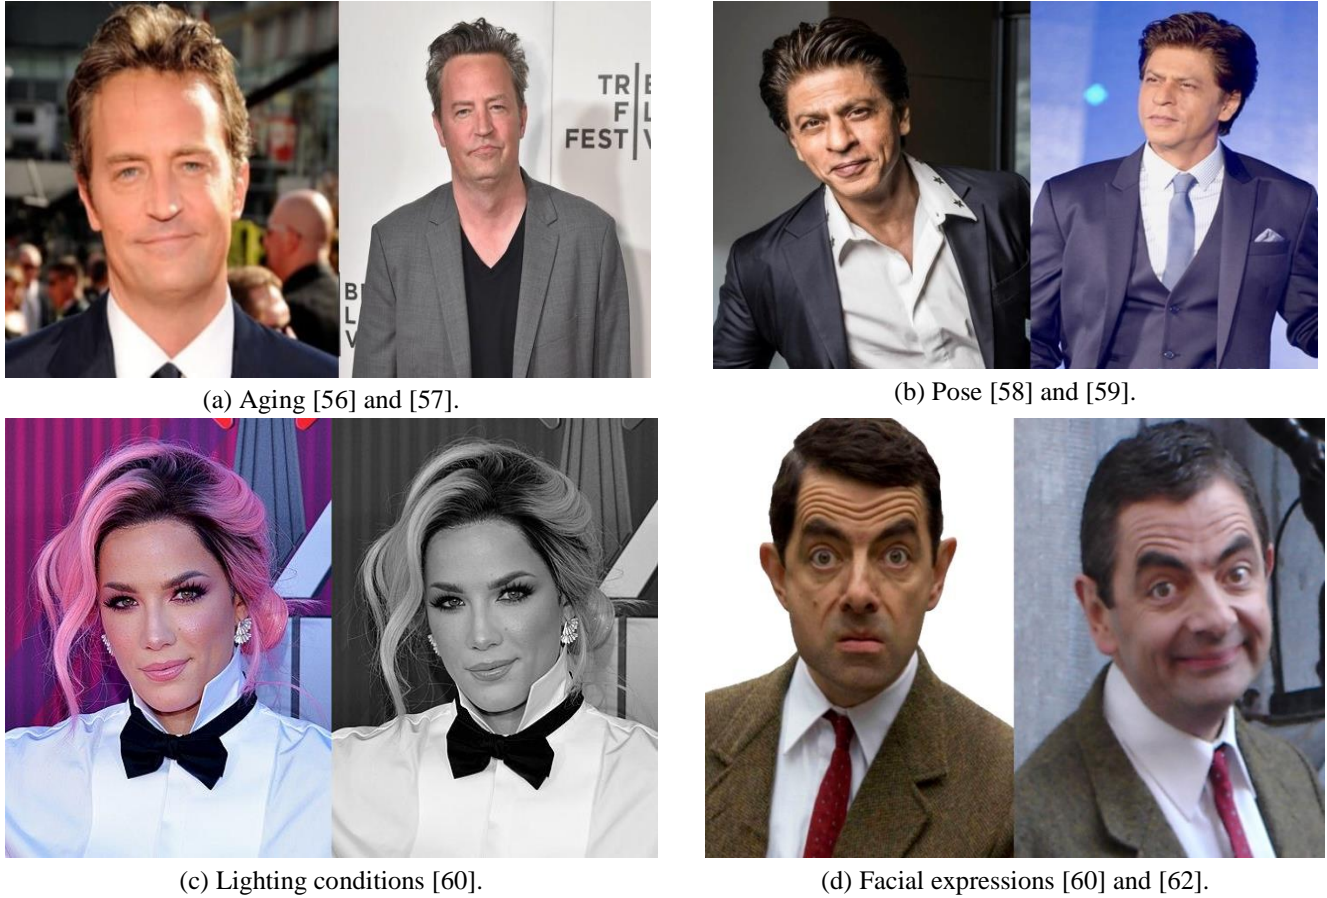 TR E
F L
FEST V
B
L
V
(a) Aging [56] and [57].
(b) Pose [58] and [59].
(c) Lighting conditions [60].
(d) Facial expressions [60] and [62].